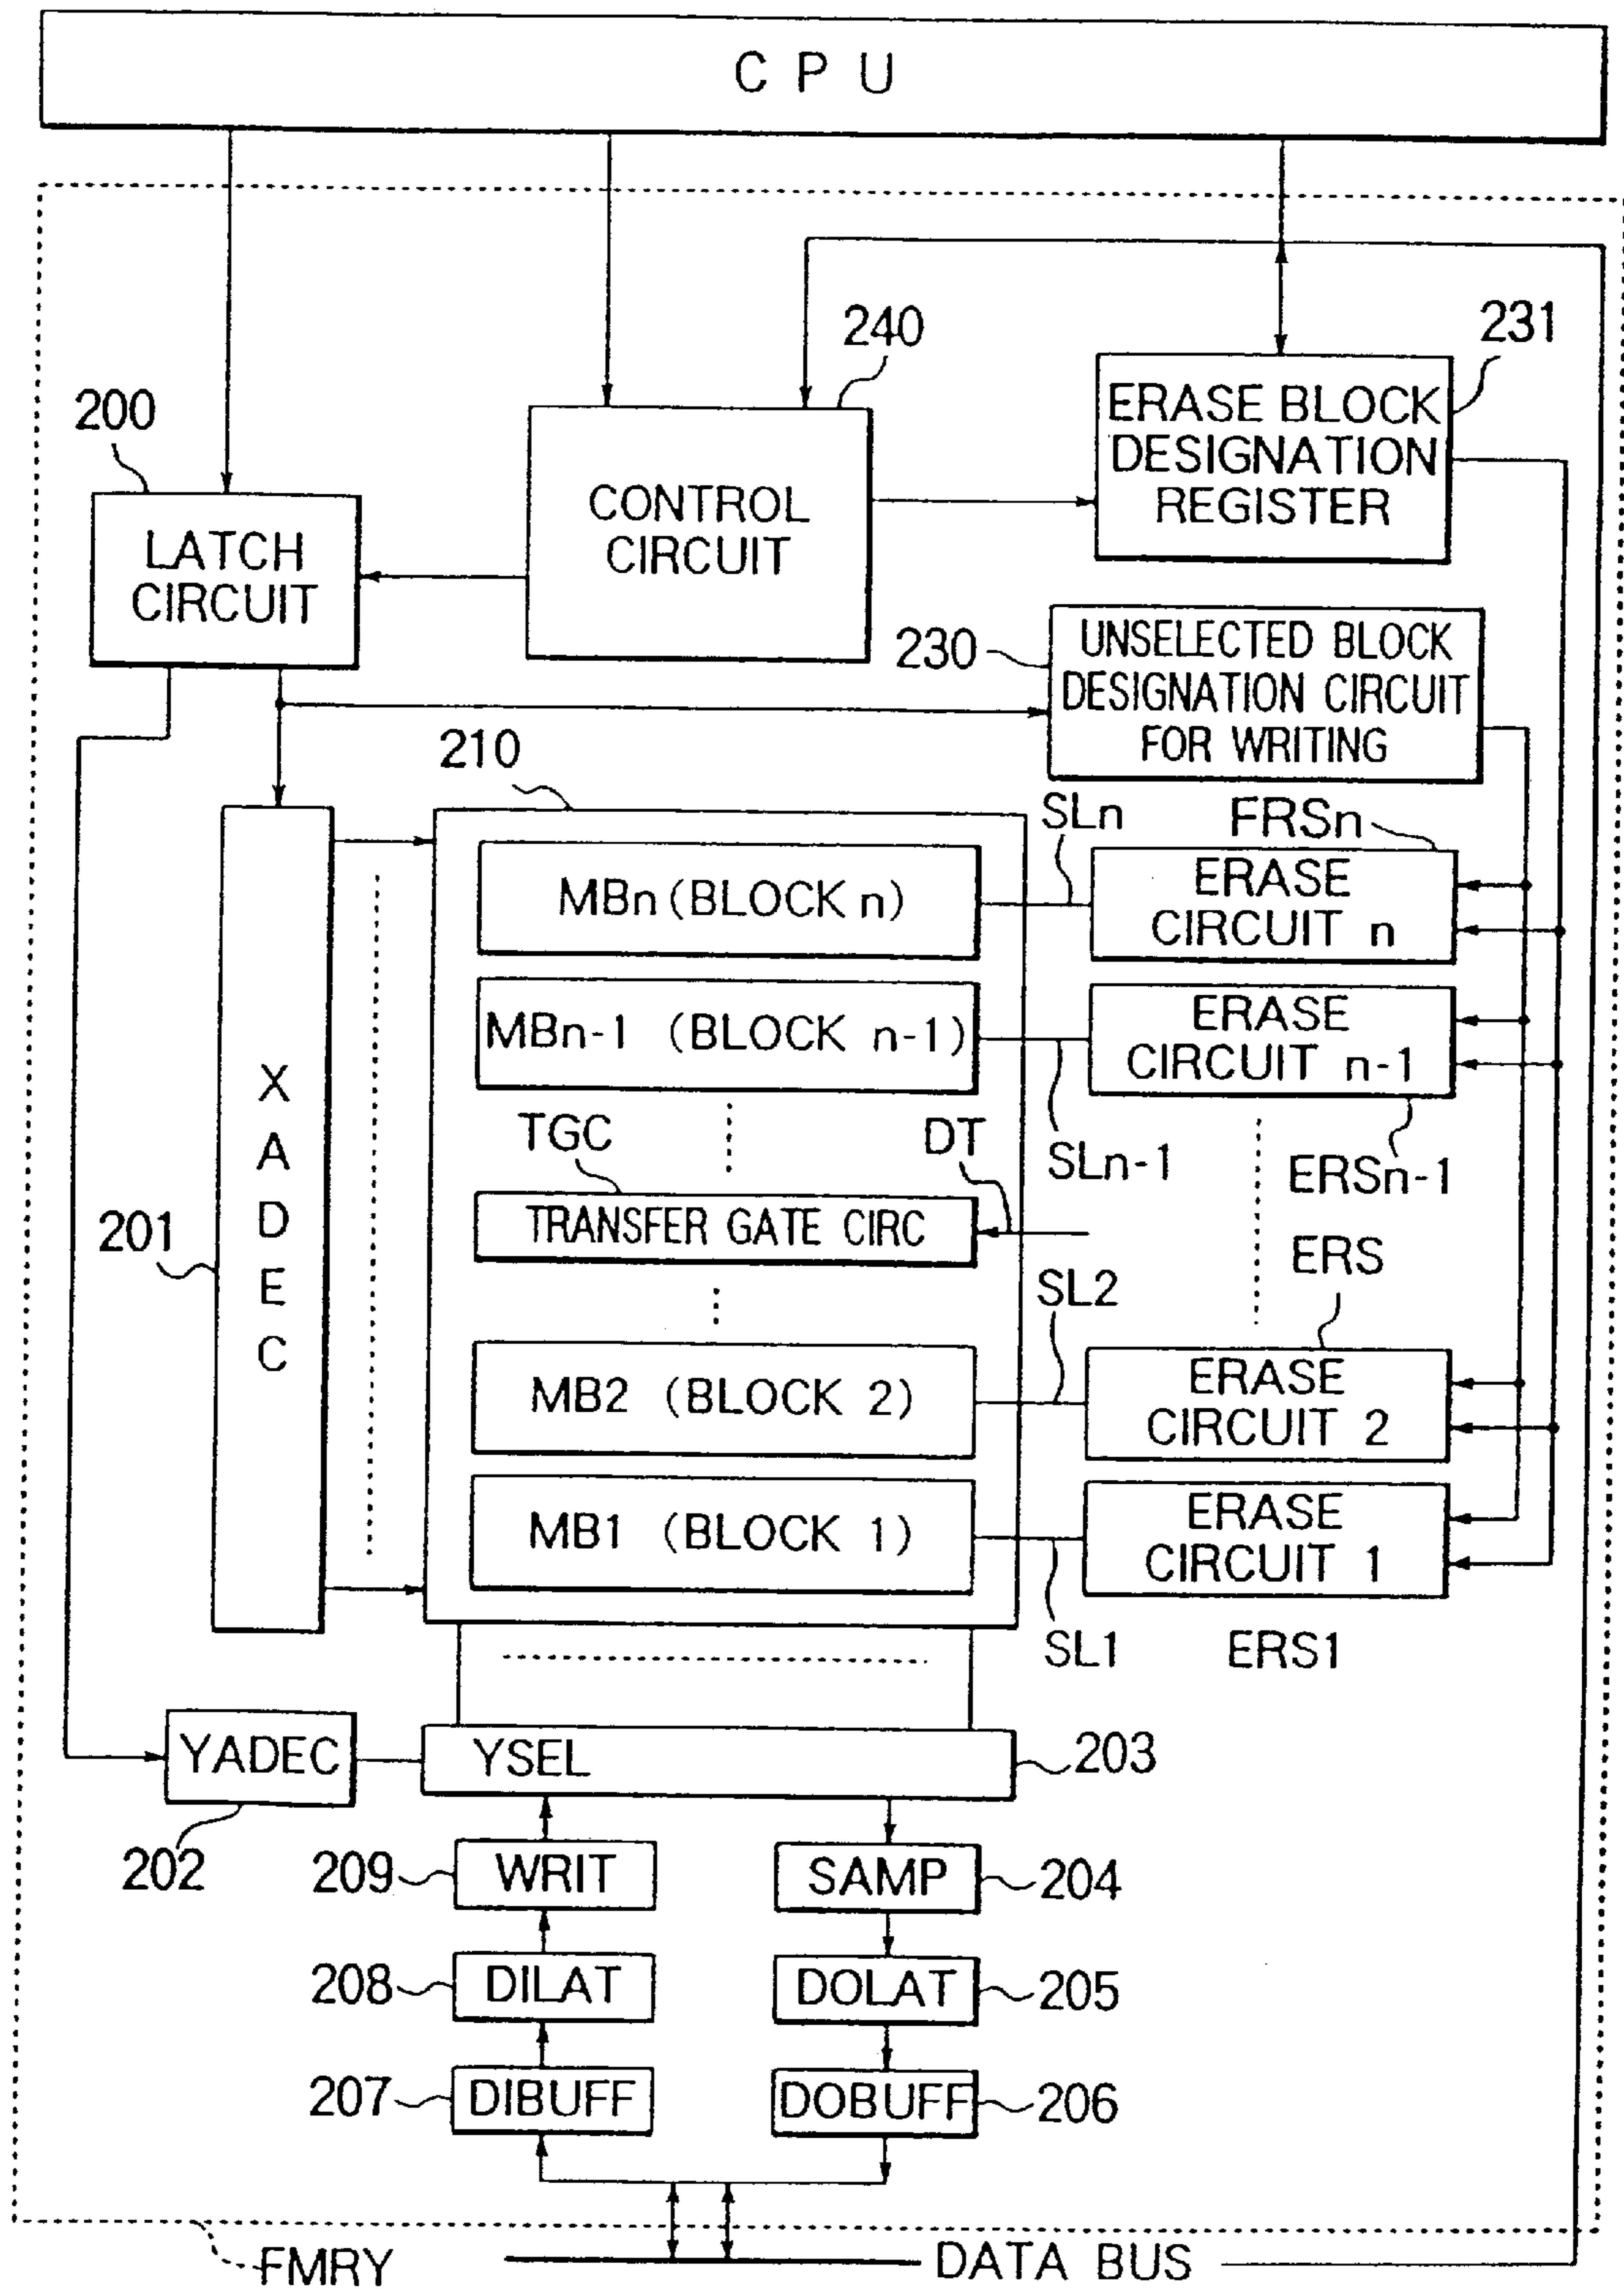 CPU
240
231
ERASE BLOCK
DESIGNATION
REGISTER
200
CONTROL
CIRCUIT
LATCH
CIRCUIT
230
UNSELECTED BLOCK
DESIGNATION CIRCUIT
FOR WRITING
210
SLn
FRSn
MBn (BLOCK n)
ERASE
CIRCUIT n
MBn-1 (BLOCK n-1)
ERASE
CIRCUIT n-1
XADEC
TGC
DT
SLn-1
ERSn-1
201
TRANSFER GATE CIRC
ERS
SL2
MB2 (BLOCK 2)
ERASE
CIRCUIT 2
MB1 (BLOCK 1)
ERASE
CIRCUIT 1
SL1
ERS1
YADEC
YSEL
203
202
209
WRIT
SAMP
204
208
DILAT
DOLAT
205
207
DIBUFF
DOBUFF
206
FMRY
DATA BUS